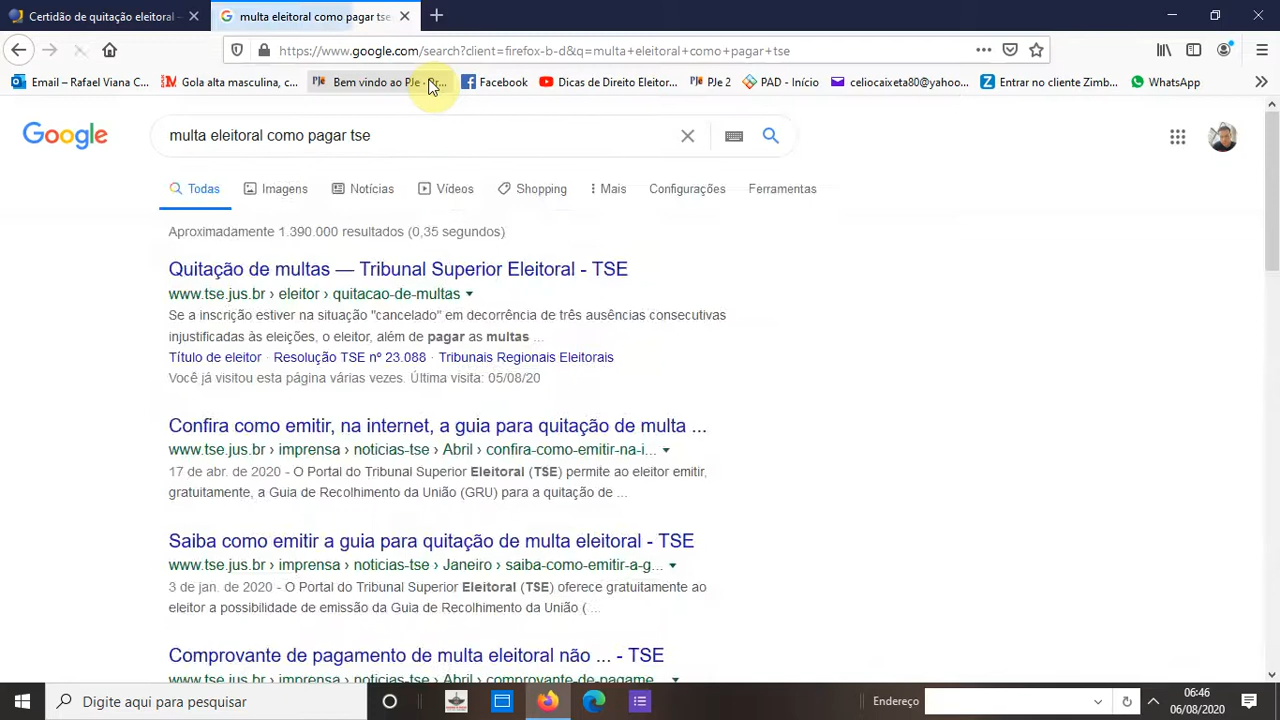 Certidão de quitação eleitoral –
multa eleitoral como pagar tse
https://www.google.com/search?client=firefox-b-d&q=multa+eleitoral+como+pagar+tse
Email – Rafael Viana C... Gola alta masculina, c... Bem vindo ao PJe - Facebook Dicas de Direito Eleitor... PJe 2 PAD - Início celiocaixeta80@yahoo... Entrar no cliente Zimb... WhatsApp
Google
multa eleitoral como pagar tse
Todas Imagens Notícias Vídeos Shopping Mais Configurações Ferramentas
Aproximadamente 1.390.000 resultados (0,35 segundos)
Quitação de multas — Tribunal Superior Eleitoral - TSE
www.tse.jus.br › eleitor › quitacao-de-multas
Se a inscrição estiver na situação "cancelado" em decorrência de três ausências consecutivas
injustificadas às eleições, o eleitor, além de pagar as multas ...
Título de eleitor · Resolução TSE nº 23.088 · Tribunais Regionais Eleitorais
Você já visitou esta página várias vezes. Última visita: 05/08/20
Confira como emitir, na internet, a guia para quitação de multa ...
www.tse.jus.br › imprensa › noticias-tse › Abril › confira-como-emitir-na-i...
17 de abr. de 2020 - O Portal do Tribunal Superior Eleitoral (TSE) permite ao eleitor emitir,
gratuitamente, a Guia de Recolhimento da União (GRU) para a quitação de ...
Saiba como emitir a guia para quitação de multa eleitoral - TSE
www.tse.jus.br › imprensa › noticias-tse › Janeiro › saiba-como-emitir-a-g...
3 de jan. de 2020 - O Portal do Tribunal Superior Eleitoral (TSE) oferece gratuitamente ao
eleitor a possibilidade de emissão da Guia de Recolhimento da União ( ...
Comprovante de pagamento de multa eleitoral não ... - TSE
www.tse.jus.br › imprensa › noticias-tse › Abril › comprovante-de-pagame...
Digite aqui para pesquisar
Endereço
06:46
06/08/2020